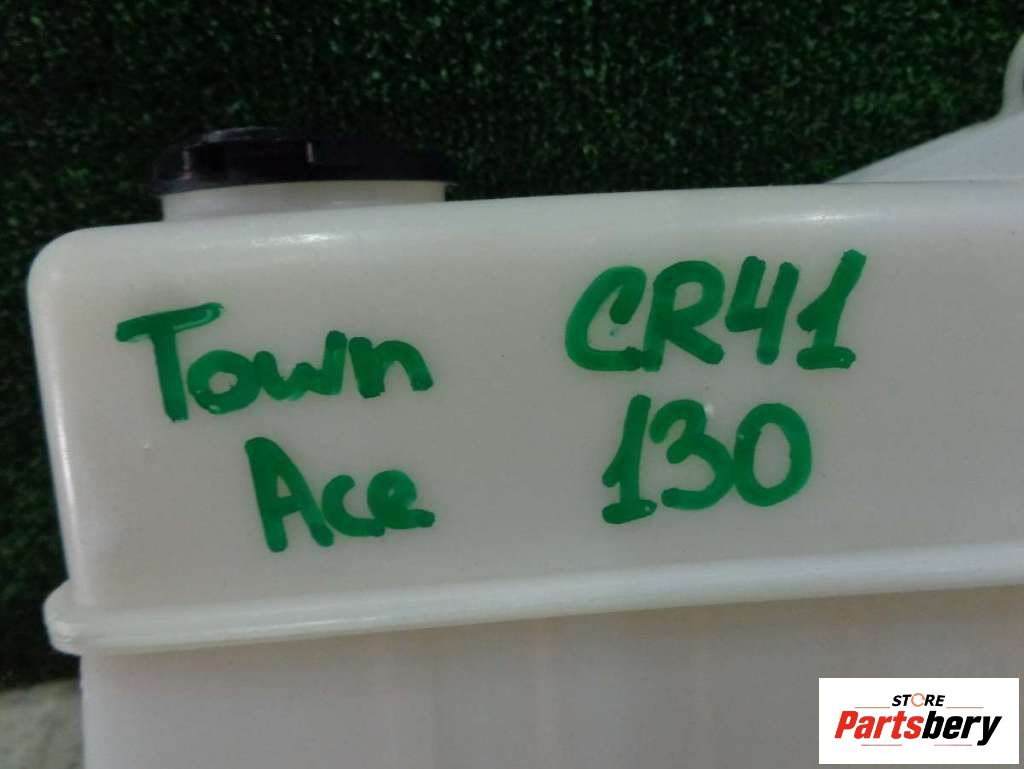 Town CR41
Ace 130
STORE
Partsbery